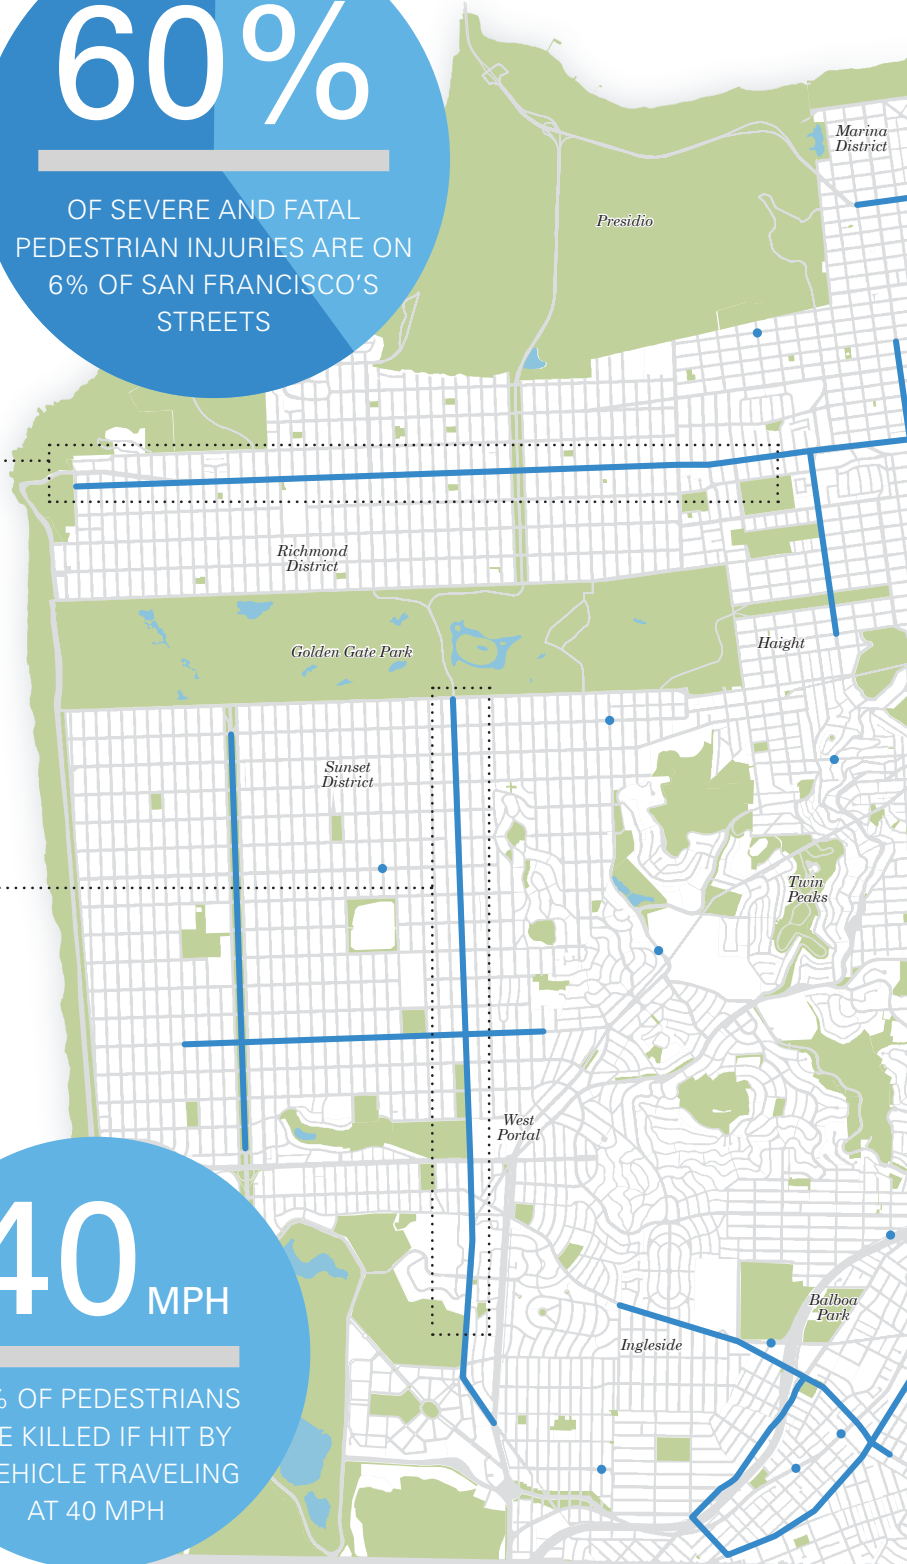 60%
OF SEVERE AND FATAL
PEDESTRIAN INJURIES ARE ON
6% OF SAN FRANCISCO'S
STREETS
Marina
District
Presidio
Richmond
District
Golden Gate Park
Haight
Sunset
District
Twin
Peaks
West
Portal
Balboa
Park
Ingleside
40 MPH
% OF PEDESTRIANS
KILLED IF HIT BY
TRAVELING
AT 40 MPH